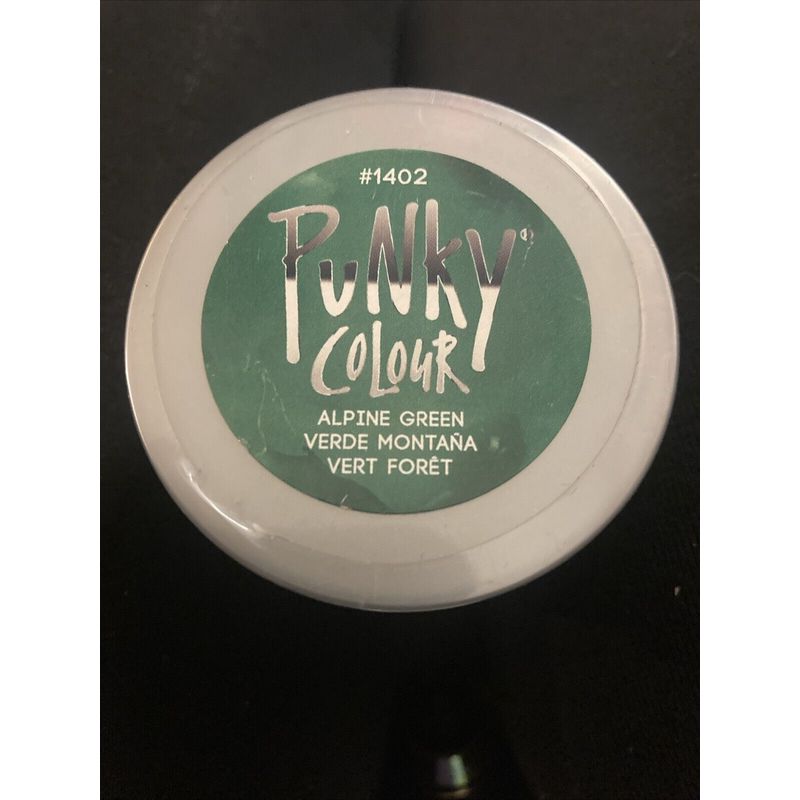 #1402
PUNKY®
COLOUR
ALPINE GREEN
VERDE MONTAÑA
VERT FORÊT